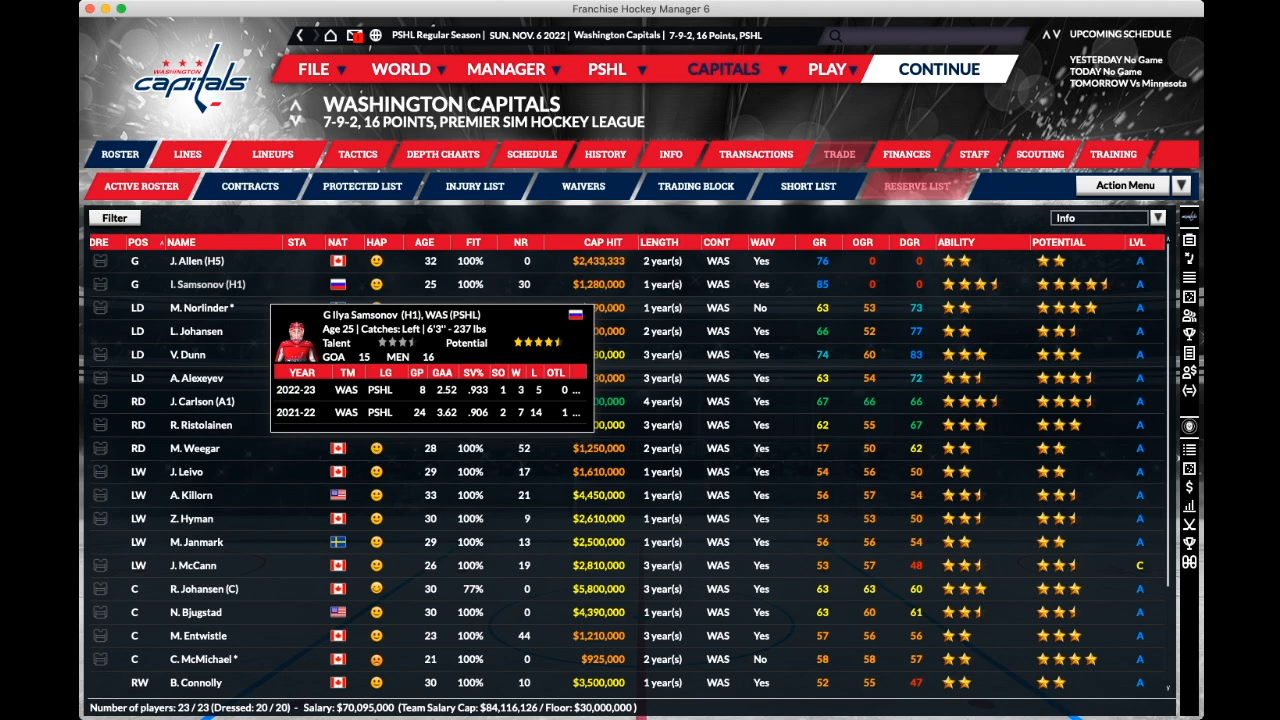 Franchise Hockey Manager 6
WASHINGTON
capitals
PSHL Regular Season | SUN. NOV. 6 2022 | Washington Capitals | 7-9-2, 16 Points, PSHL
UPCOMING SCHEDULE
YESTERDAY No Game
TODAY No Game
TOMORROW Vs Minnesota
FILE WORLD MANAGER PSHL CAPITALS PLAY CONTINUE
WASHINGTON CAPITALS
7-9-2, 16 POINTS, PREMIER SIM HOCKEY LEAGUE
ROSTER LINES LINEUPS TACTICS DEPTH CHARTS SCHEDULE HISTORY INFO TRANSACTIONS TRADE FINANCES STAFF SCOUTING TRAINING
ACTIVE ROSTER CONTRACTS PROTECTED LIST INJURY LIST WAIVERS TRADING BLOCK SHORT LIST RESERVE LIST Action Menu
Filter Info
DRE POS NAME STA NAT HAP AGE FIT NR CAP HIT LENGTH CONT WAIV GR OGR DGR ABILITY POTENTIAL LVL
G J. Allen (H5) 32 100% 0 $2,433,333 2 year(s) WAS Yes 76 0 0 A
G I. Samsonov (H1) 25 100% 30 $1,280,000 1 year(s) WAS Yes 85 0 0 A
LD M. Norlinder * 1 year(s) WAS No 63 53 73 A
LD L. Johansen 2 year(s) WAS Yes 66 52 77 A
LD V. Dunn 3 year(s) WAS Yes 74 60 83 A
LD A. Alexeyev 3 year(s) WAS Yes 63 54 72 A
RD J. Carlson (A1) 4 year(s) WAS Yes 67 66 66 A
RD R. Ristolainen 3 year(s) WAS Yes 62 55 67 A
G Ilya Samsonov (H1), WAS (PSHL)
Age 25 | Catches: Left | 6'3" - 237 lbs
Talent Potential
GOA 15 MEN 16
YEAR TM LG GP GAA SV% SO W L OTL
2022-23 WAS PSHL 8 2.52 .933 1 3 5 0 ...
2021-22 WAS PSHL 24 3.62 .906 2 7 14 1 ...
RD M. Weegar 28 100% 52 $1,250,000 1 year(s) WAS Yes 57 50 62 A
LW J. Leivo 29 100% 17 $1,610,000 1 year(s) WAS Yes 54 56 50 A
LW A. Killorn 33 100% 21 $4,450,000 1 year(s) WAS Yes 56 57 54 A
LW Z. Hyman 30 100% 9 $2,610,000 1 year(s) WAS Yes 53 53 50 A
LW M. Janmark 29 100% 13 $2,500,000 1 year(s) WAS Yes 56 56 54 A
LW J. McCann 26 100% 19 $2,810,000 1 year(s) WAS Yes 53 57 48 C
C R. Johansen (C) 30 77% 0 $5,800,000 3 year(s) WAS Yes 63 63 60 A
C N. Bjugstad 30 100% 0 $4,390,000 1 year(s) WAS Yes 63 60 61 A
C M. Entwistle 23 100% 44 $1,210,000 3 year(s) WAS Yes 57 56 56 A
C C. McMichael * 21 100% 0 $925,000 2 year(s) WAS No 58 58 57 A
RW B. Connolly 30 100% 10 $3,500,000 1 year(s) WAS Yes 52 55 47 A
Number of players: 23 / 23 (Dressed: 20 / 20) - Salary: $70,095,000 (Team Salary Cap: $84,116,126 / Floor: $30,000,000 )